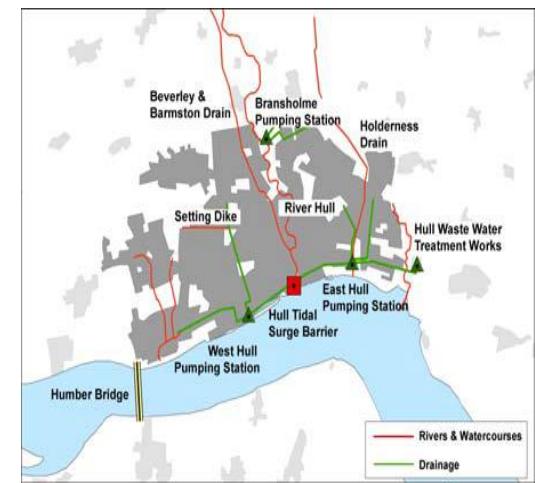 Beverley &
Barmston Drain
Bransholme
Pumping Station
Holderness
Drain
Setting Dike
River Hull
Hull Waste Water
Treatment Works
East Hull
Pumping Station
Hull Tidal
Surge Barrier
West Hull
Pumping Station
Humber Bridge
Rivers & Watercourses
Drainage